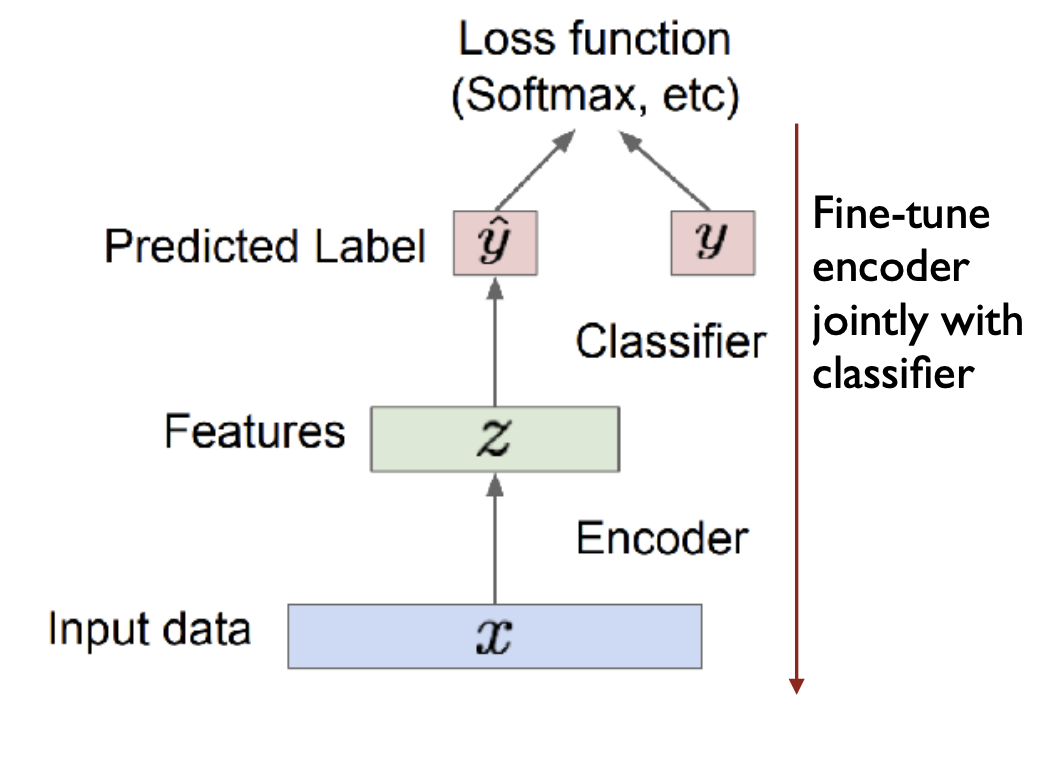 Loss function
(Softmax, etc)
Predicted Label
ŷ
y
Fine-tune
encoder
jointly with
classifier
Classifier
Features
z
Encoder
Input data
x